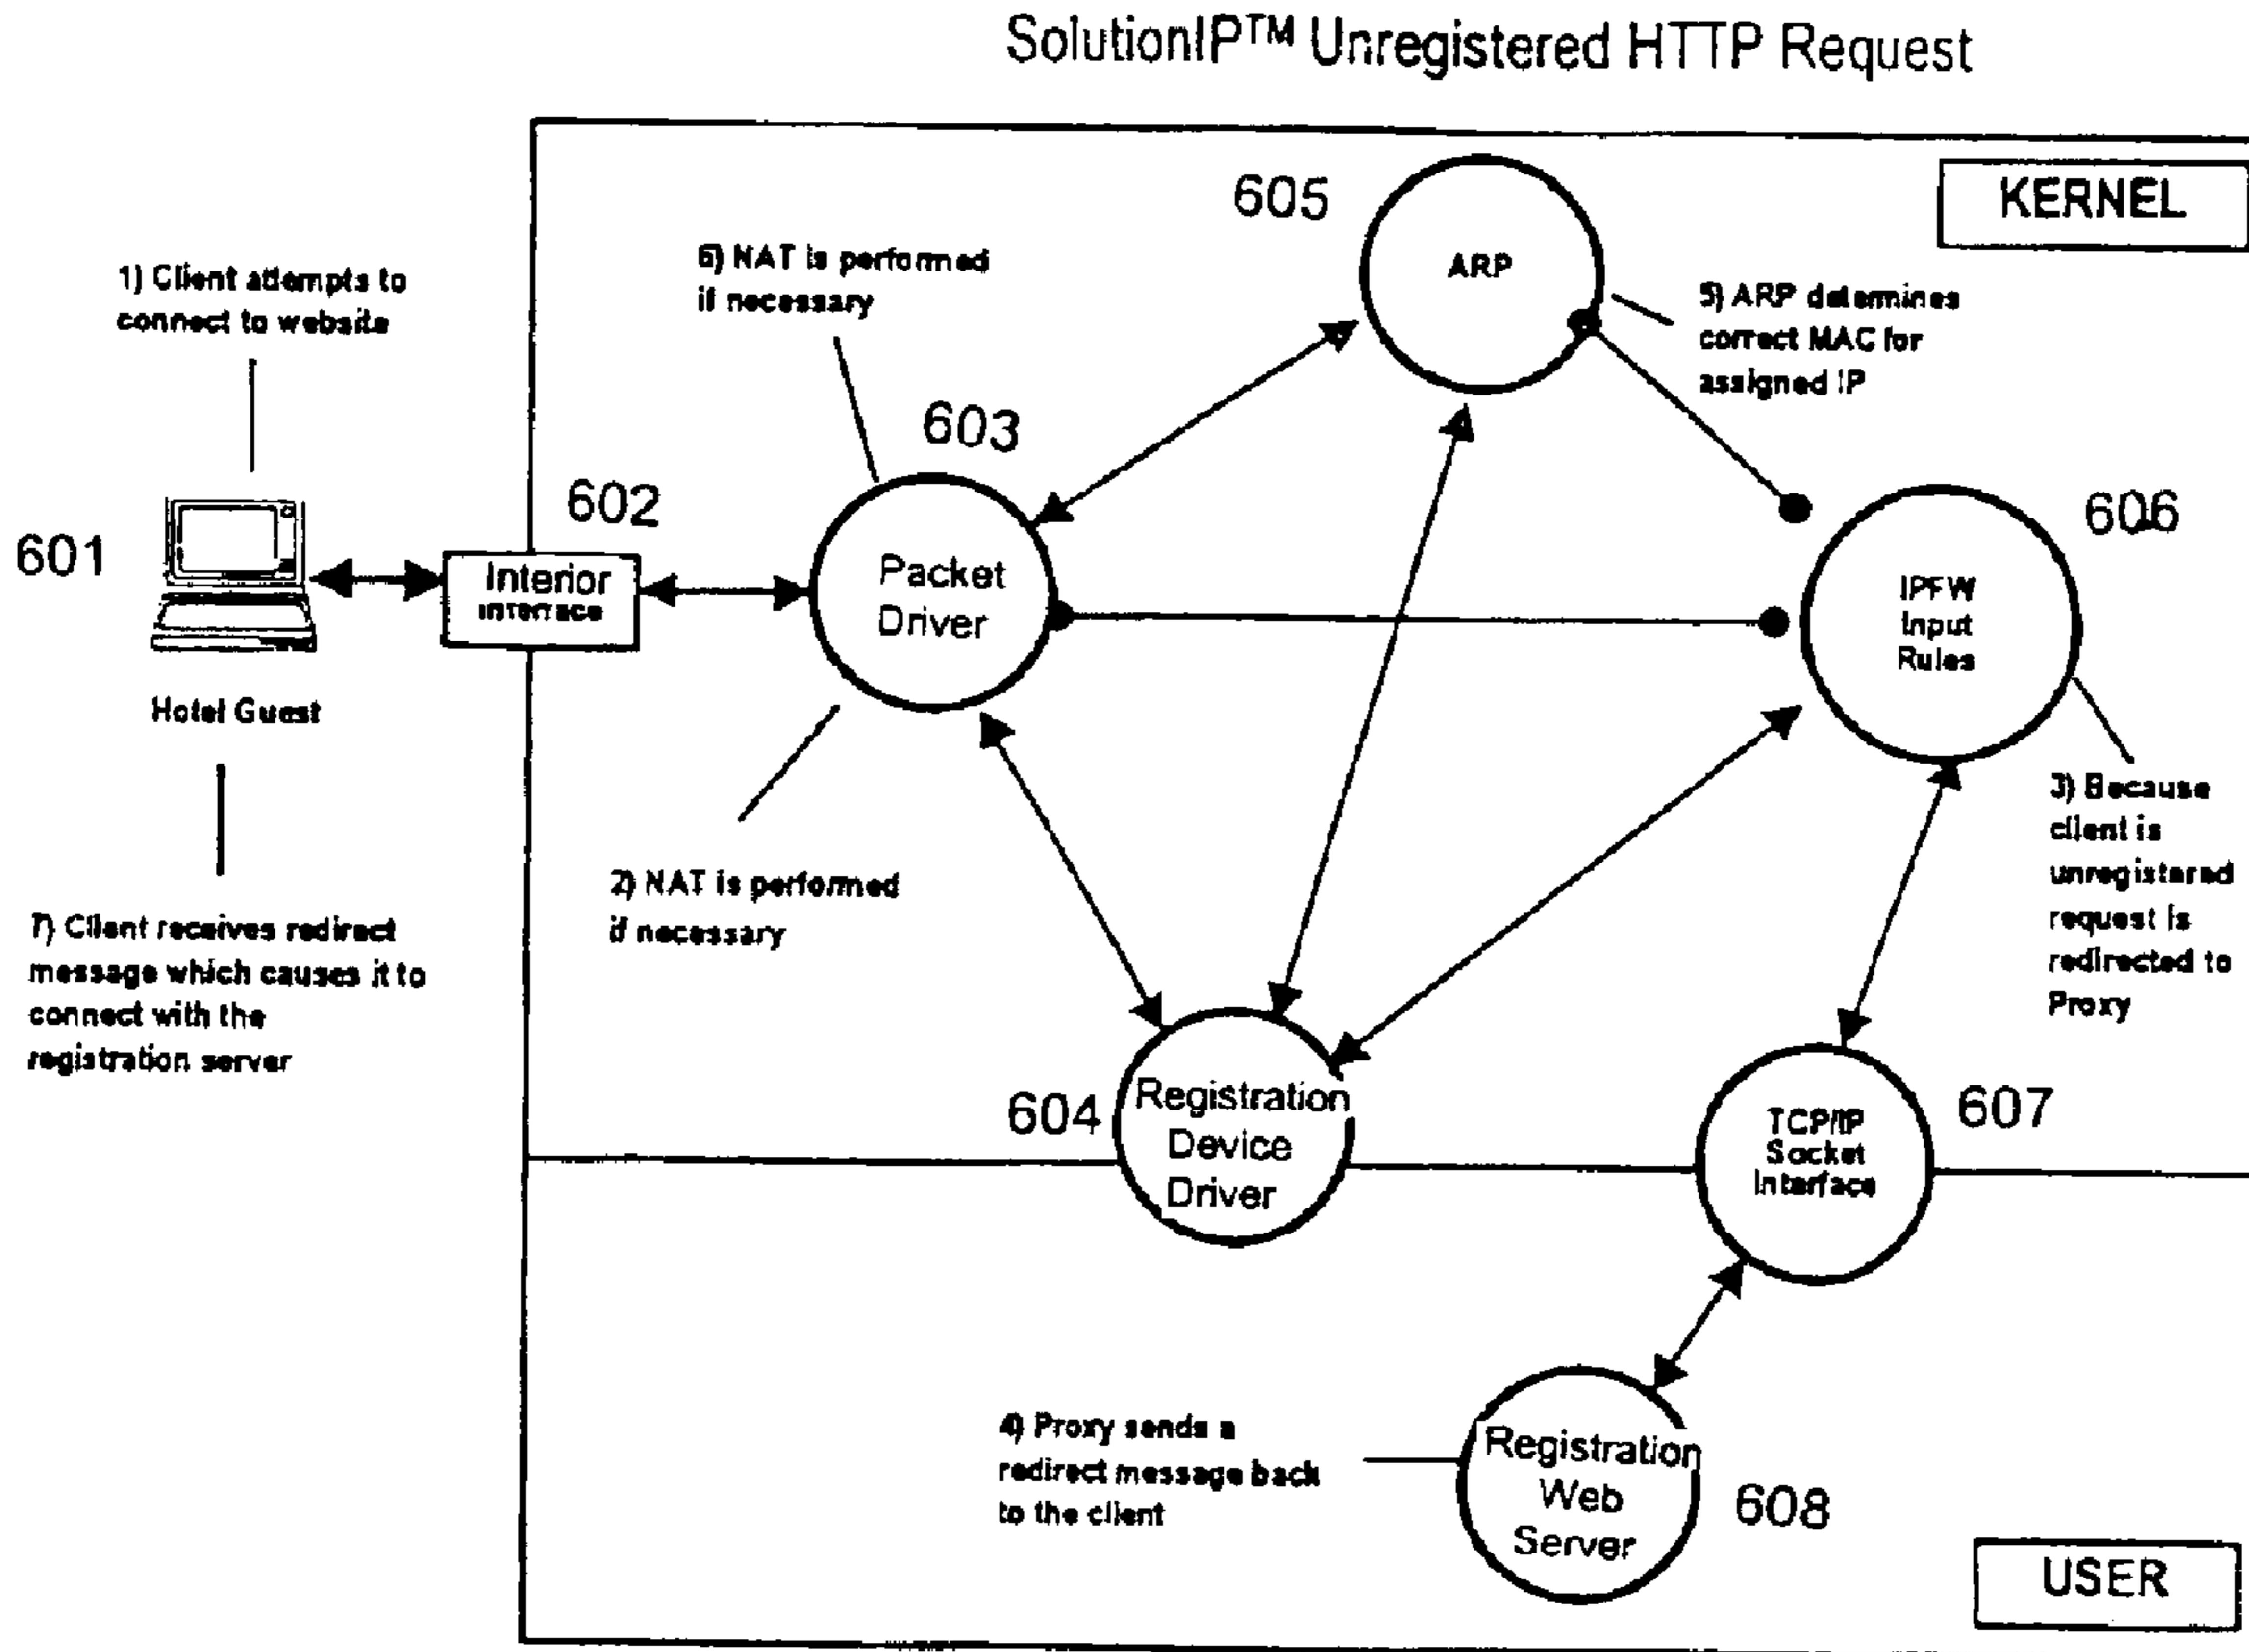 SolutionIP™ Unregistered HTTP Request
KERNEL
605
ARP
5) ARP determines
correct MAC for
assigned IP
6) NAT is performed
if necessary
1) Client attempts to
connect to website
603
Packet
Driver
602
Interior
Interface
601
Hotel Guest
606
IPFW
Input
Rules
3) Because
client is
unregistered
request is
redirected to
Proxy
2) NAT is performed
if necessary
7) Client receives redirect
message which causes it to
connect with the
registration server
604
Registration
Device
Driver
607
TCP/IP
Socket
Interface
4) Proxy sends a
redirect message back
to the client
Registration
Web
Server
608
USER